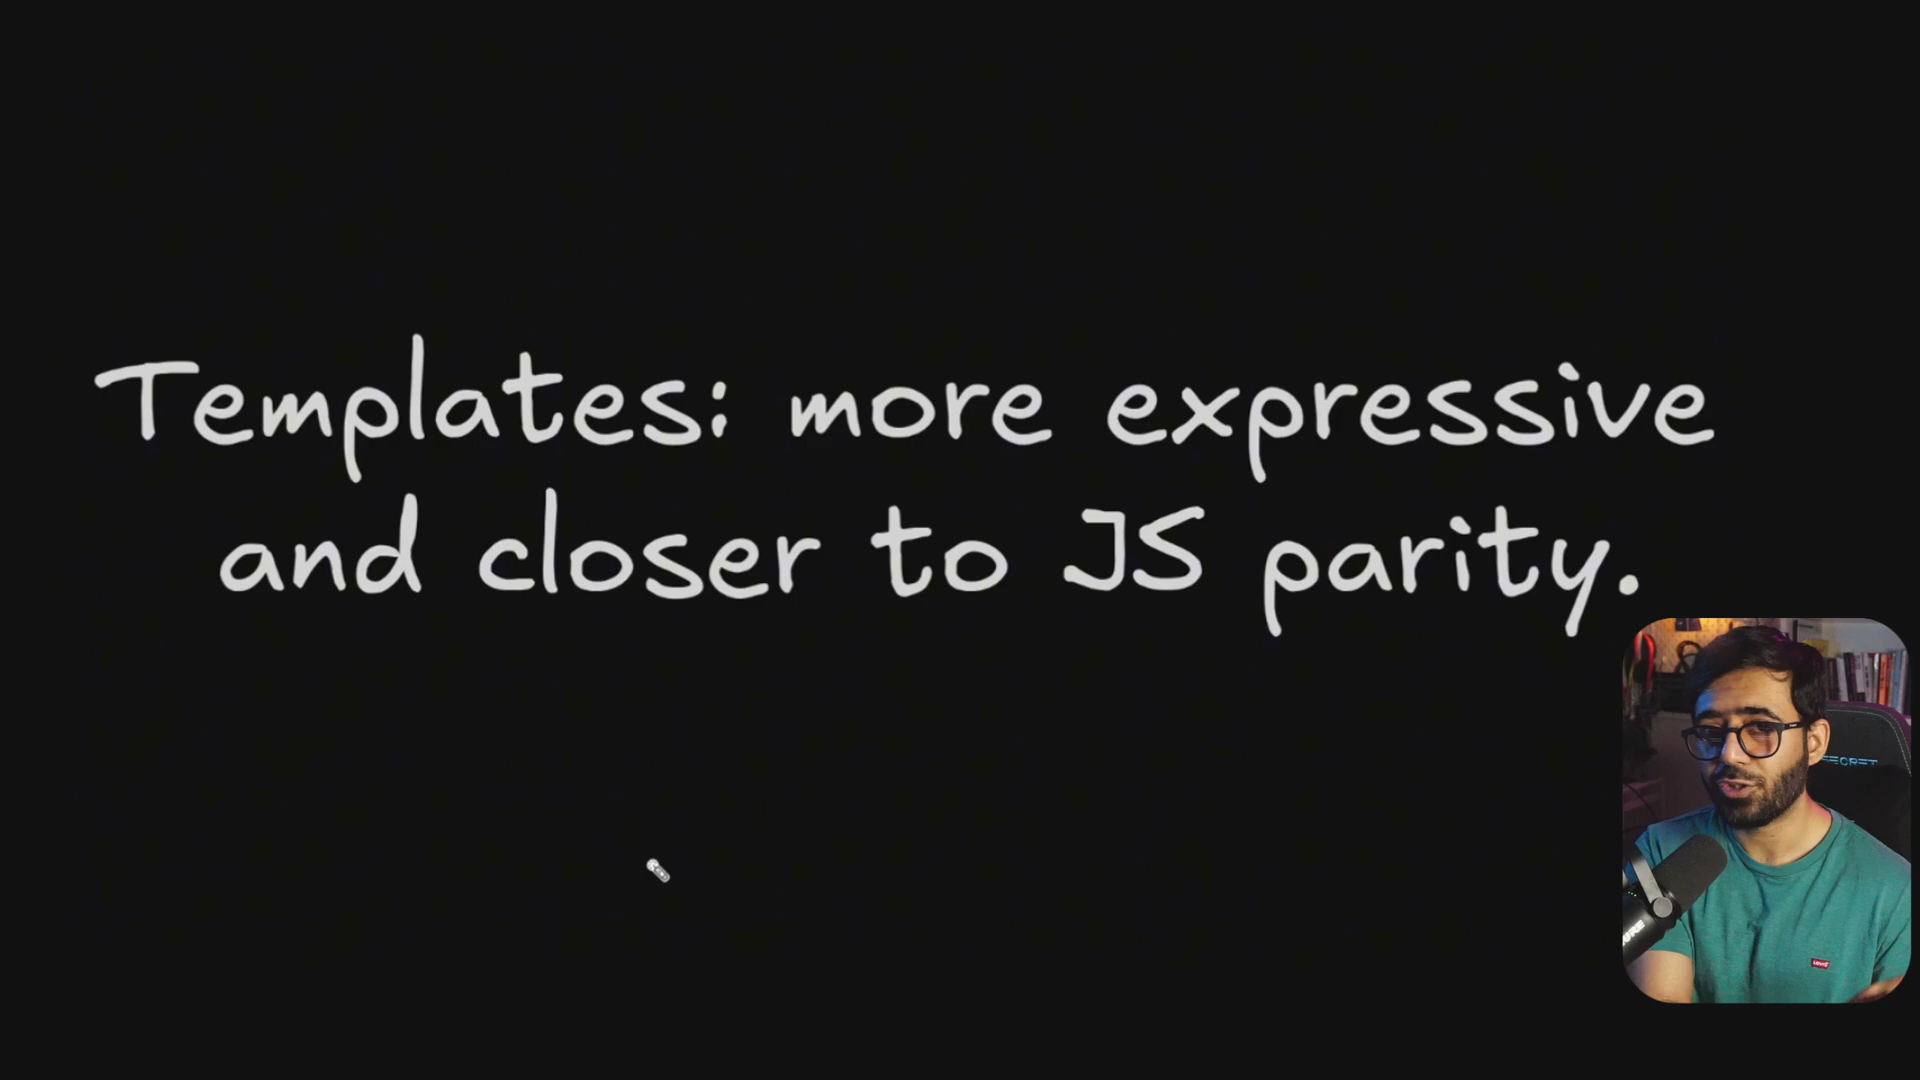 Templates: more expressive
and closer to JS parity.